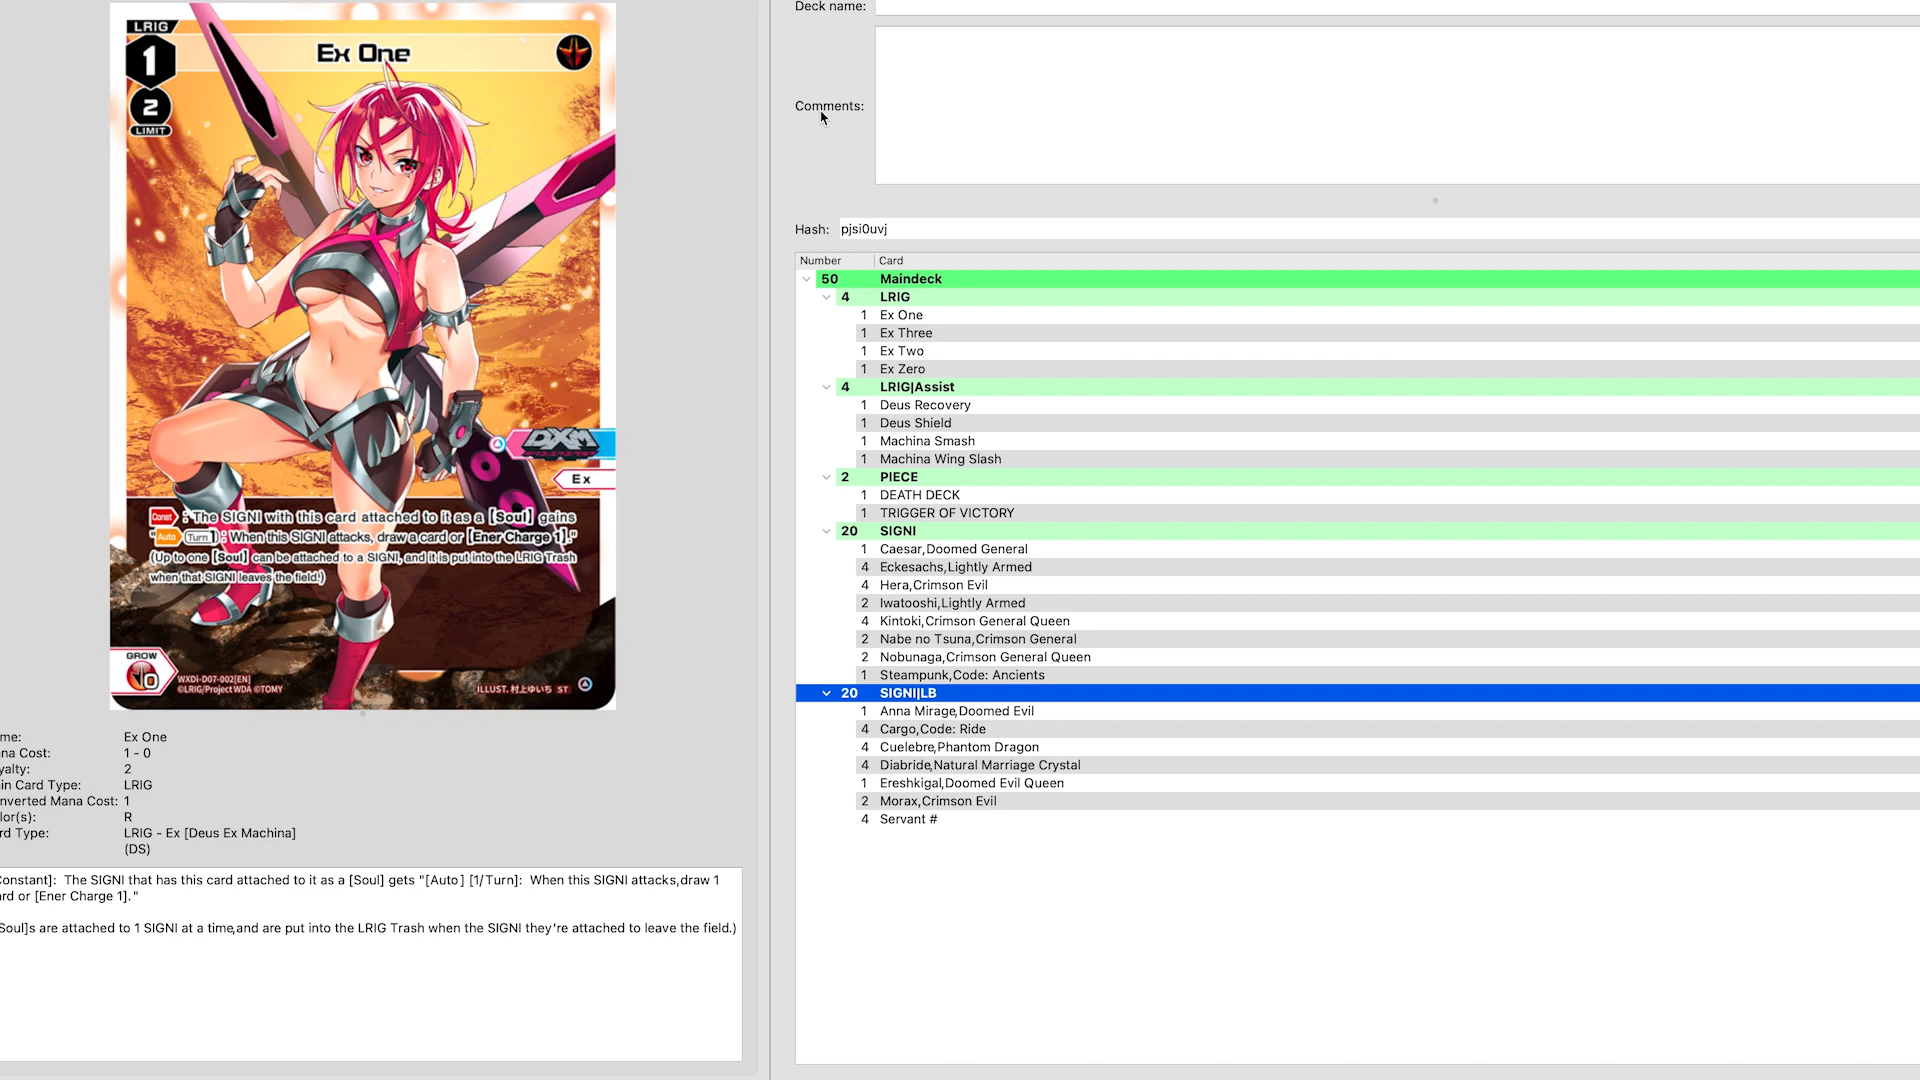 LRIG
1
Ex One
2
LIMIT
DXM
Ex
Const : The SIGNI with this card attached to it as a [Soul] gains
"Auto Turn 1 : When this SIGNI attacks, draw a card or [Ener Charge 1]."
(Up to one [Soul] can be attached to a SIGNI, and it is put into the LRIG Trash
when that SIGNI leaves the field.)
GROW
0
WXDi-D07-002[EN]
©LRIG/Project WDA ©TOMY
ILLUST. 村上ゆいち ST
me: Ex One
na Cost: 1 - 0
yalty: 2
in Card Type: LRIG
nverted Mana Cost: 1
lor(s): R
rd Type: LRIG - Ex [Deus Ex Machina]
(DS)
Constant]: The SIGNI that has this card attached to it as a [Soul] gets "[Auto] [1/Turn]: When this SIGNI attacks,draw 1
ard or [Ener Charge 1]."
Soul]s are attached to 1 SIGNI at a time,and are put into the LRIG Trash when the SIGNI they're attached to leave the field.)
Deck name:
Comments:
Hash: pjsi0uvj
Number Card
50 Maindeck
4 LRIG
1 Ex One
1 Ex Three
1 Ex Two
1 Ex Zero
4 LRIG|Assist
1 Deus Recovery
1 Deus Shield
1 Machina Smash
1 Machina Wing Slash
2 PIECE
1 DEATH DECK
1 TRIGGER OF VICTORY
20 SIGNI
1 Caesar,Doomed General
4 Eckesachs,Lightly Armed
4 Hera,Crimson Evil
2 Iwatooshi,Lightly Armed
4 Kintoki,Crimson General Queen
2 Nabe no Tsuna,Crimson General
2 Nobunaga,Crimson General Queen
1 Steampunk,Code: Ancients
20 SIGNI|LB
1 Anna Mirage,Doomed Evil
4 Cargo,Code: Ride
4 Cuelebre,Phantom Dragon
4 Diabride,Natural Marriage Crystal
1 Ereshkigal,Doomed Evil Queen
2 Morax,Crimson Evil
4 Servant #